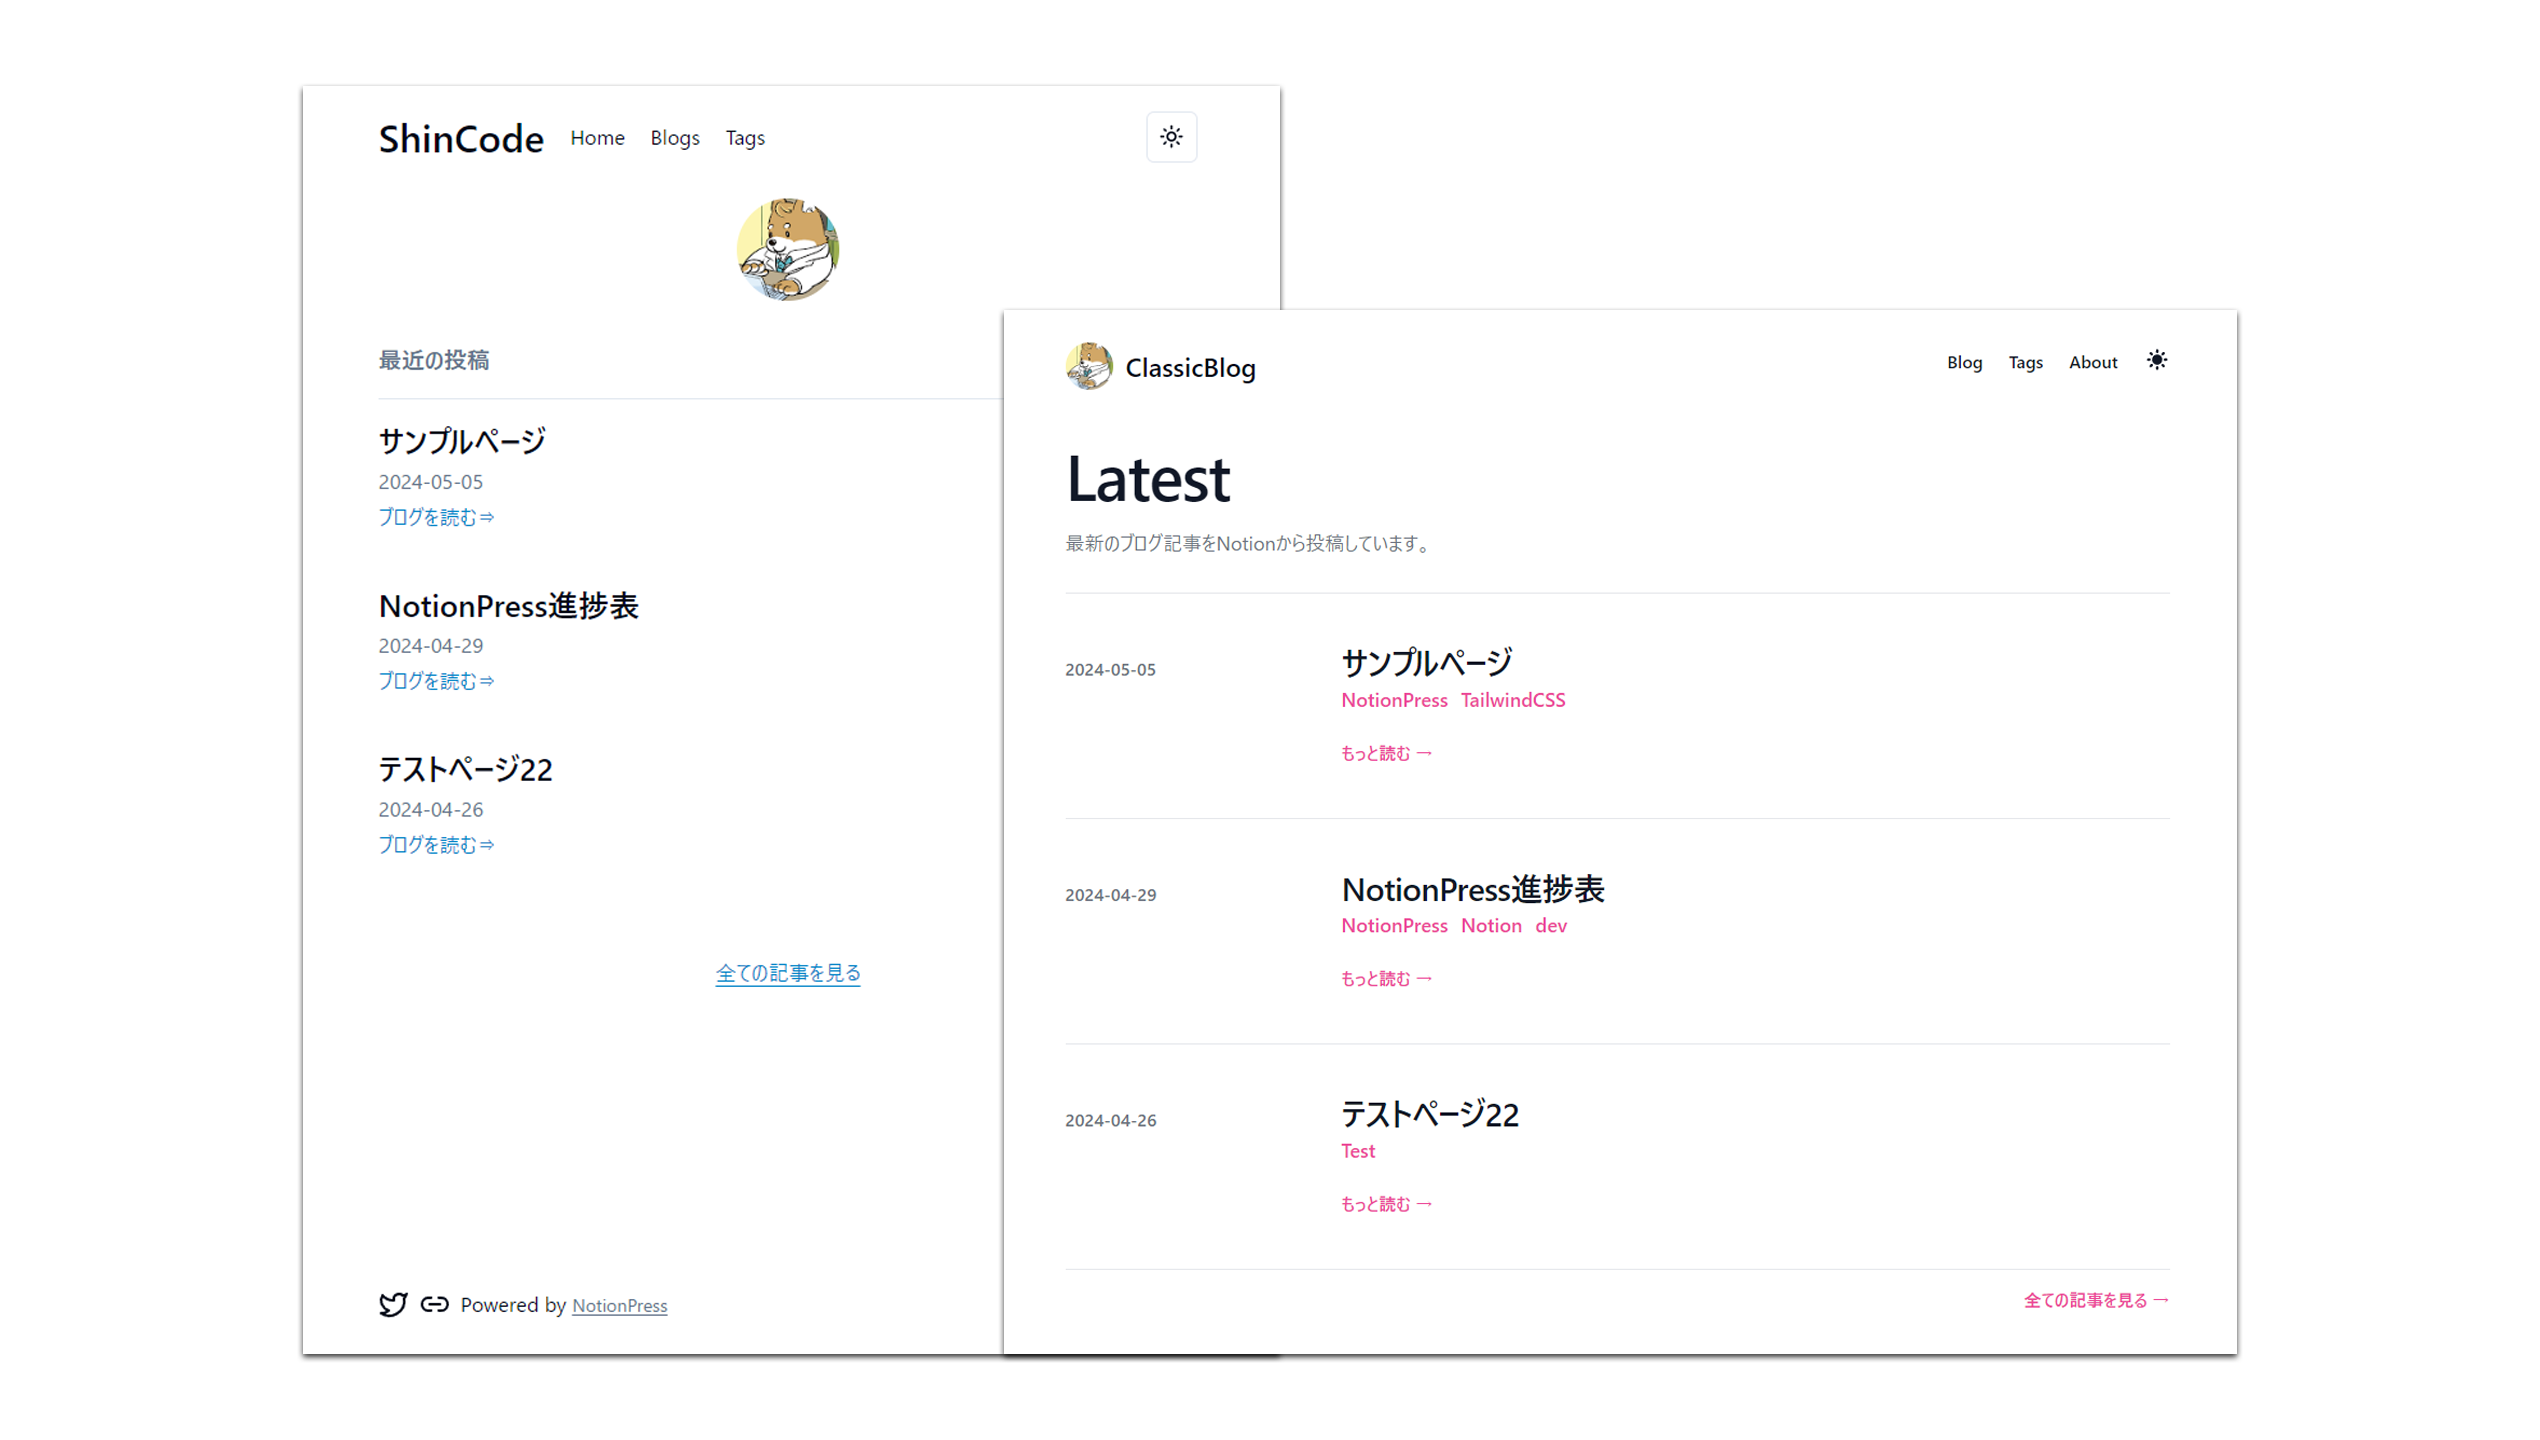 ShinCode Home Blogs Tags
最近の投稿
サンプルページ
2024-05-05
ブログを読む⇒
NotionPress進捗表
2024-04-29
ブログを読む⇒
テストページ22
2024-04-26
ブログを読む⇒
全ての記事を見る
Powered by NotionPress
ClassicBlog Blog Tags About
Latest
最新のブログ記事をNotionから投稿しています。
2024-05-05 サンプルページ
NotionPress TailwindCSS
もっと読む →
2024-04-29 NotionPress進捗表
NotionPress Notion dev
もっと読む →
2024-04-26 テストページ22
Test
もっと読む →
全ての記事を見る →